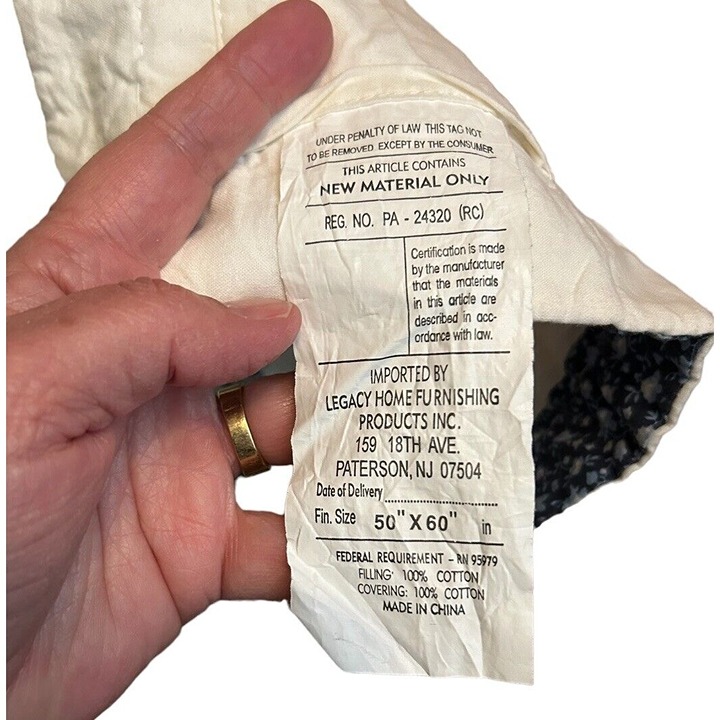 UNDER PENALTY OF LAW THIS TAG NOT
TO BE REMOVED EXCEPT BY THE CONSUMER
THIS ARTICLE CONTAINS
NEW MATERIAL ONLY
REG. NO. PA - 24320 (RC)
Certification is made
by the manufacturer
that the materials
in this article are
described in acc-
ordance with law.
IMPORTED BY
LEGACY HOME FURNISHING
PRODUCTS INC.
159 18TH AVE.
PATERSON, NJ 07504
Date of Delivery
Fin. Size 50" X 60" in
FEDERAL REQUIREMENT - RN 95979
FILLING: 100% COTTON
COVERING: 100% COTTON
MADE IN CHINA